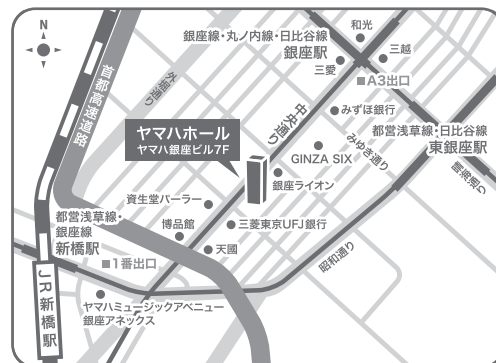 N
首都高速道路
外堀通り
銀座線・丸ノ内線・日比谷線
銀座駅
和光
三愛
三越
■A3出口
中央通り
みずほ銀行
都営浅草線・日比谷線
東銀座駅
ヤマハホール
ヤマハ銀座ビル7F
GINZA SIX
みゆき通り
晴海通り
銀座ライオン
資生堂パーラー
都営浅草線・
銀座線
新橋駅
博品館
三菱東京UFJ銀行
天國
昭和通り
■1番出口
JR新橋駅
ヤマハミュージックアベニュー
銀座アネックス